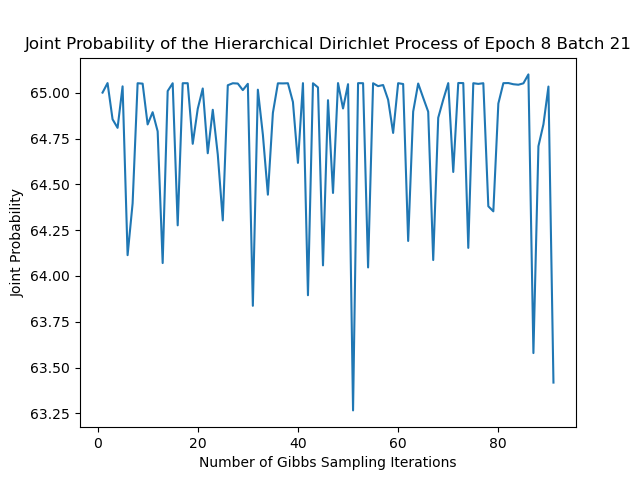 Joint Probability of the Hierarchical Dirichlet Process of Epoch 8 Batch 21
Joint Probability
65.00
64.75
64.50
64.25
64.00
63.75
63.50
63.25
0 20 40 60 80
Number of Gibbs Sampling Iterations